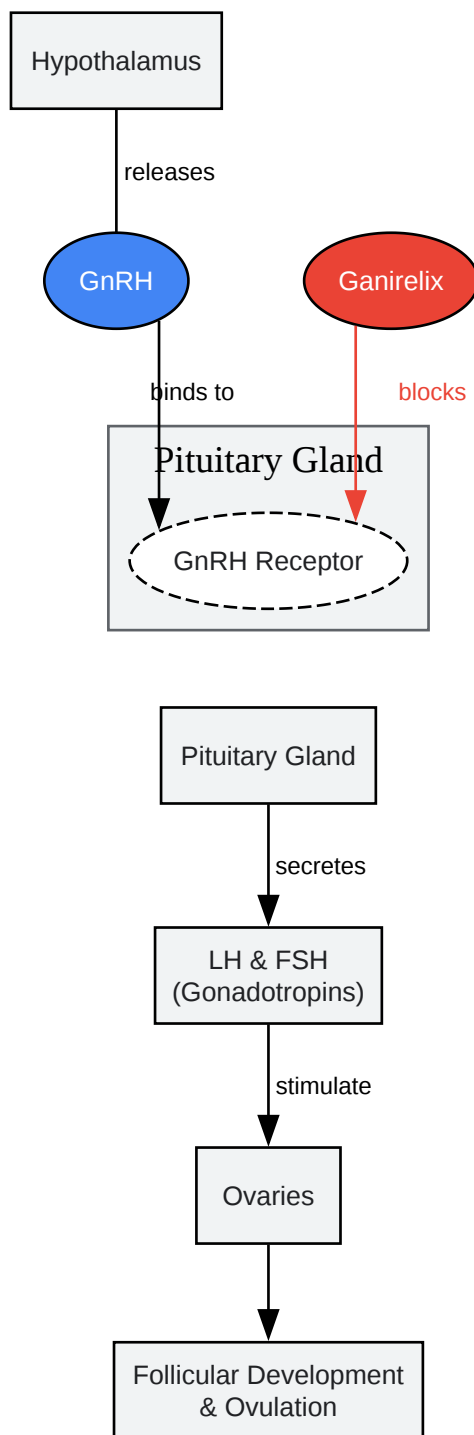 Hypothalamus
releases
GnRH
Ganirelix
binds to
blocks
Pituitary Gland
GnRH Receptor
Pituitary Gland
secretes
LH & FSH
(Gonadotropins)
stimulate
Ovaries
Follicular Development
& Ovulation